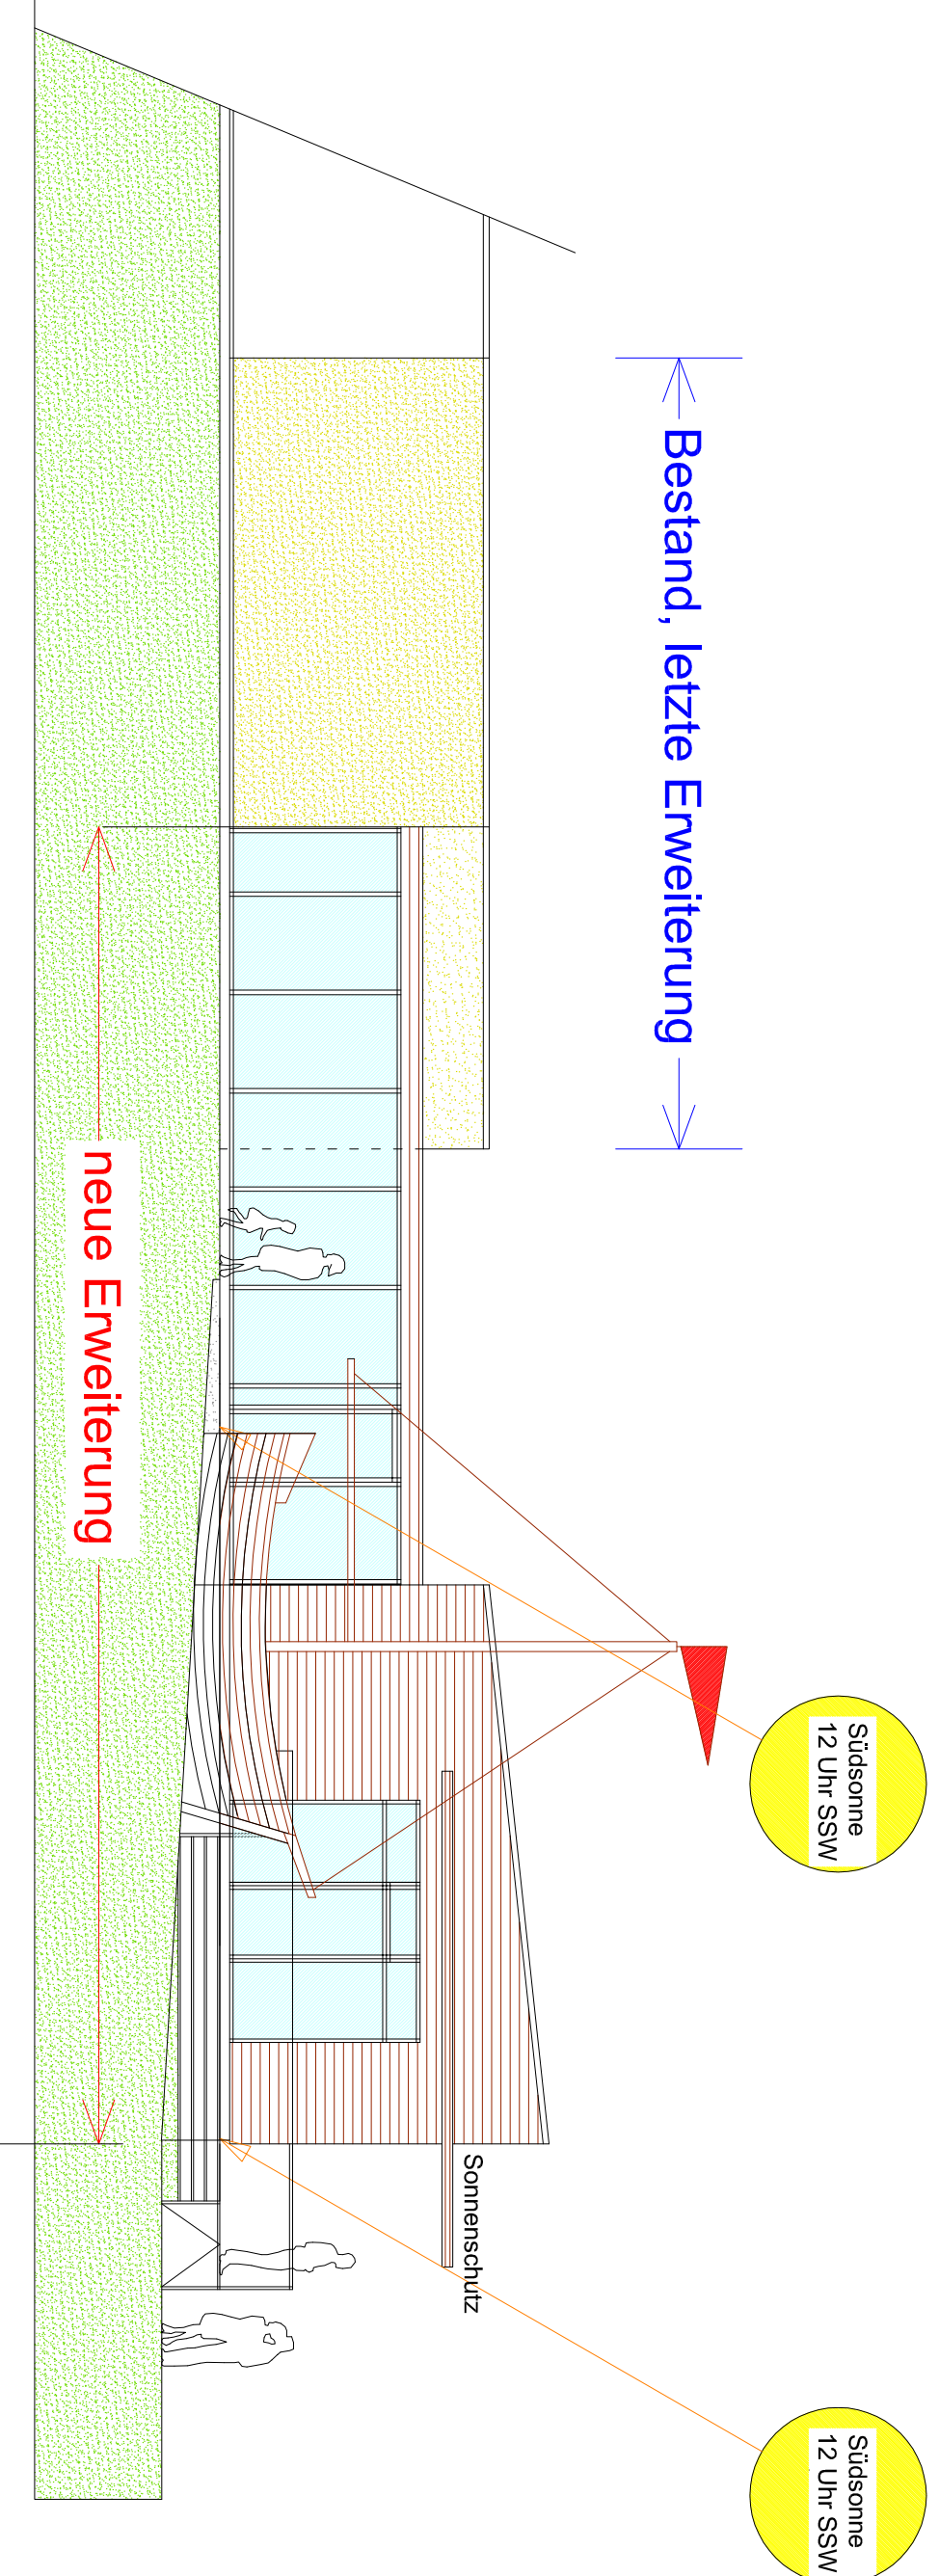 Bestand, letzte Erweiterung
neue Erweiterung
Südsonne
12 Uhr SSW
Sonnenschutz
Südsonne
12 Uhr SSW